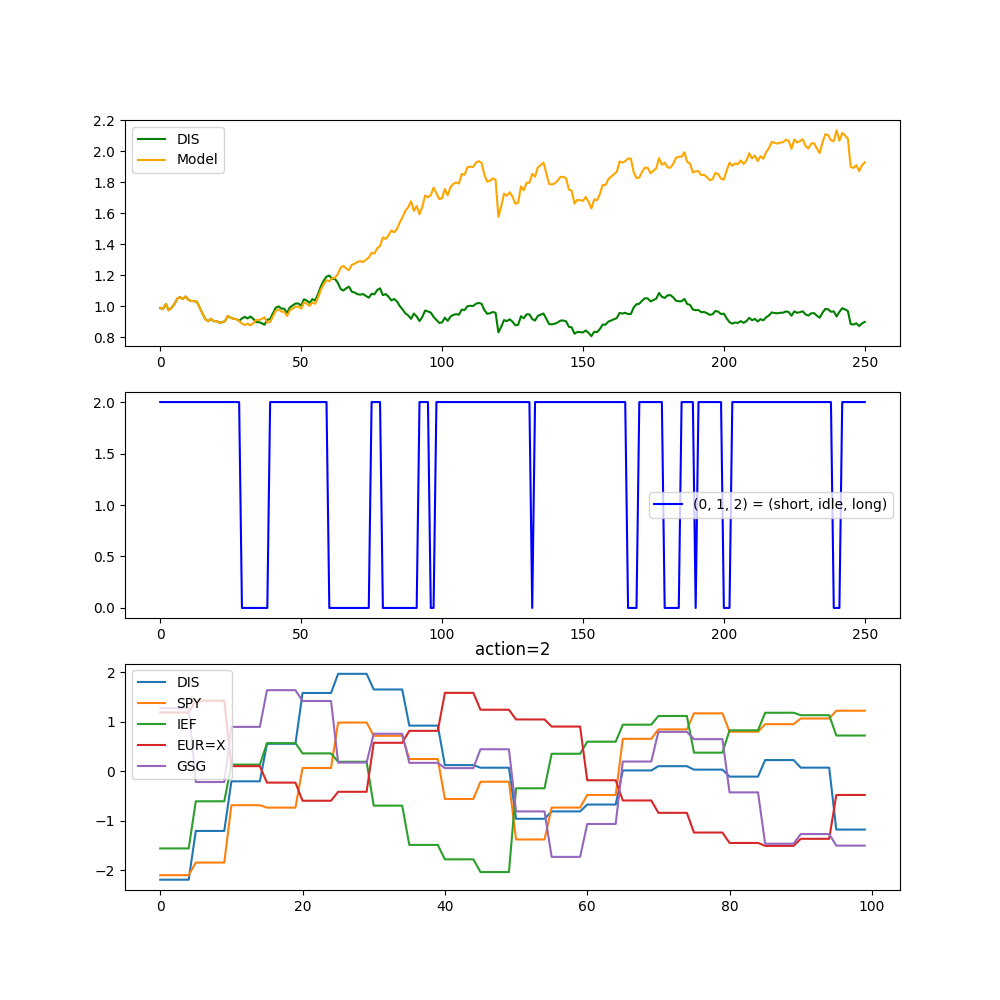 2.2
2.0
1.8
1.6
1.4
1.2
1.0
0.8
DIS
Model
0 50 100 150 200 250
2.0
1.5
1.0
0.5
0.0
(0, 1, 2) = (short, idle, long)
0 50 100 150 200 250
action=2
2
1
0
−1
−2
DIS
SPY
IEF
EUR=X
GSG
0 20 40 60 80 100